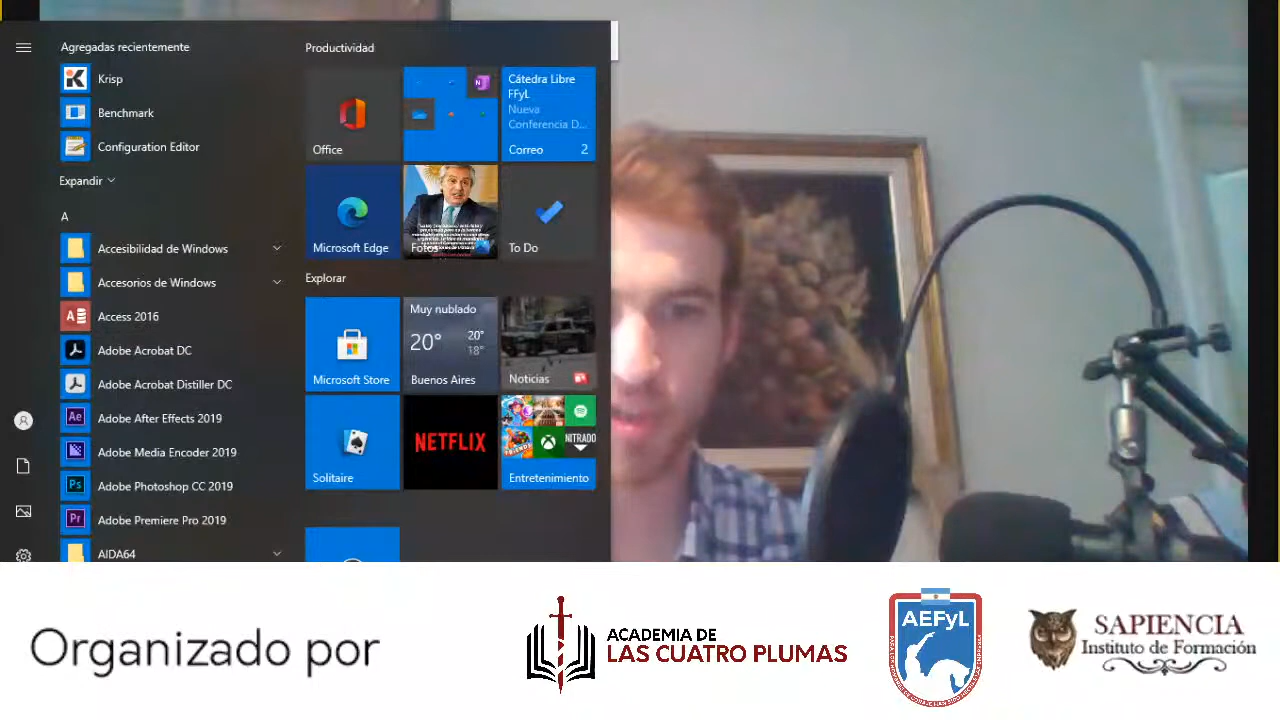 Agregadas recientemente
Krisp
Benchmark
Configuration Editor
Expandir
A
Accesibilidad de Windows
Accesorios de Windows
Access 2016
Adobe Acrobat DC
Adobe Acrobat Distiller DC
Adobe After Effects 2019
Adobe Media Encoder 2019
Adobe Photoshop CC 2019
Adobe Premiere Pro 2019
AIDA64
Productividad
Office
Cátedra Libre
FFyL
Nueva
Conferencia D...
Correo 2
Microsoft Edge
Fotos
To Do
Explorar
Microsoft Store
Muy nublado
20° 20°
18°
Buenos Aires
Noticias
Solitaire
NETFLIX
NITRADO
Entretenimiento
Organizado por
ACADEMIA DE
LAS CUATRO PLUMAS
AEFyL
SAPIENCIA
Instituto de Formación